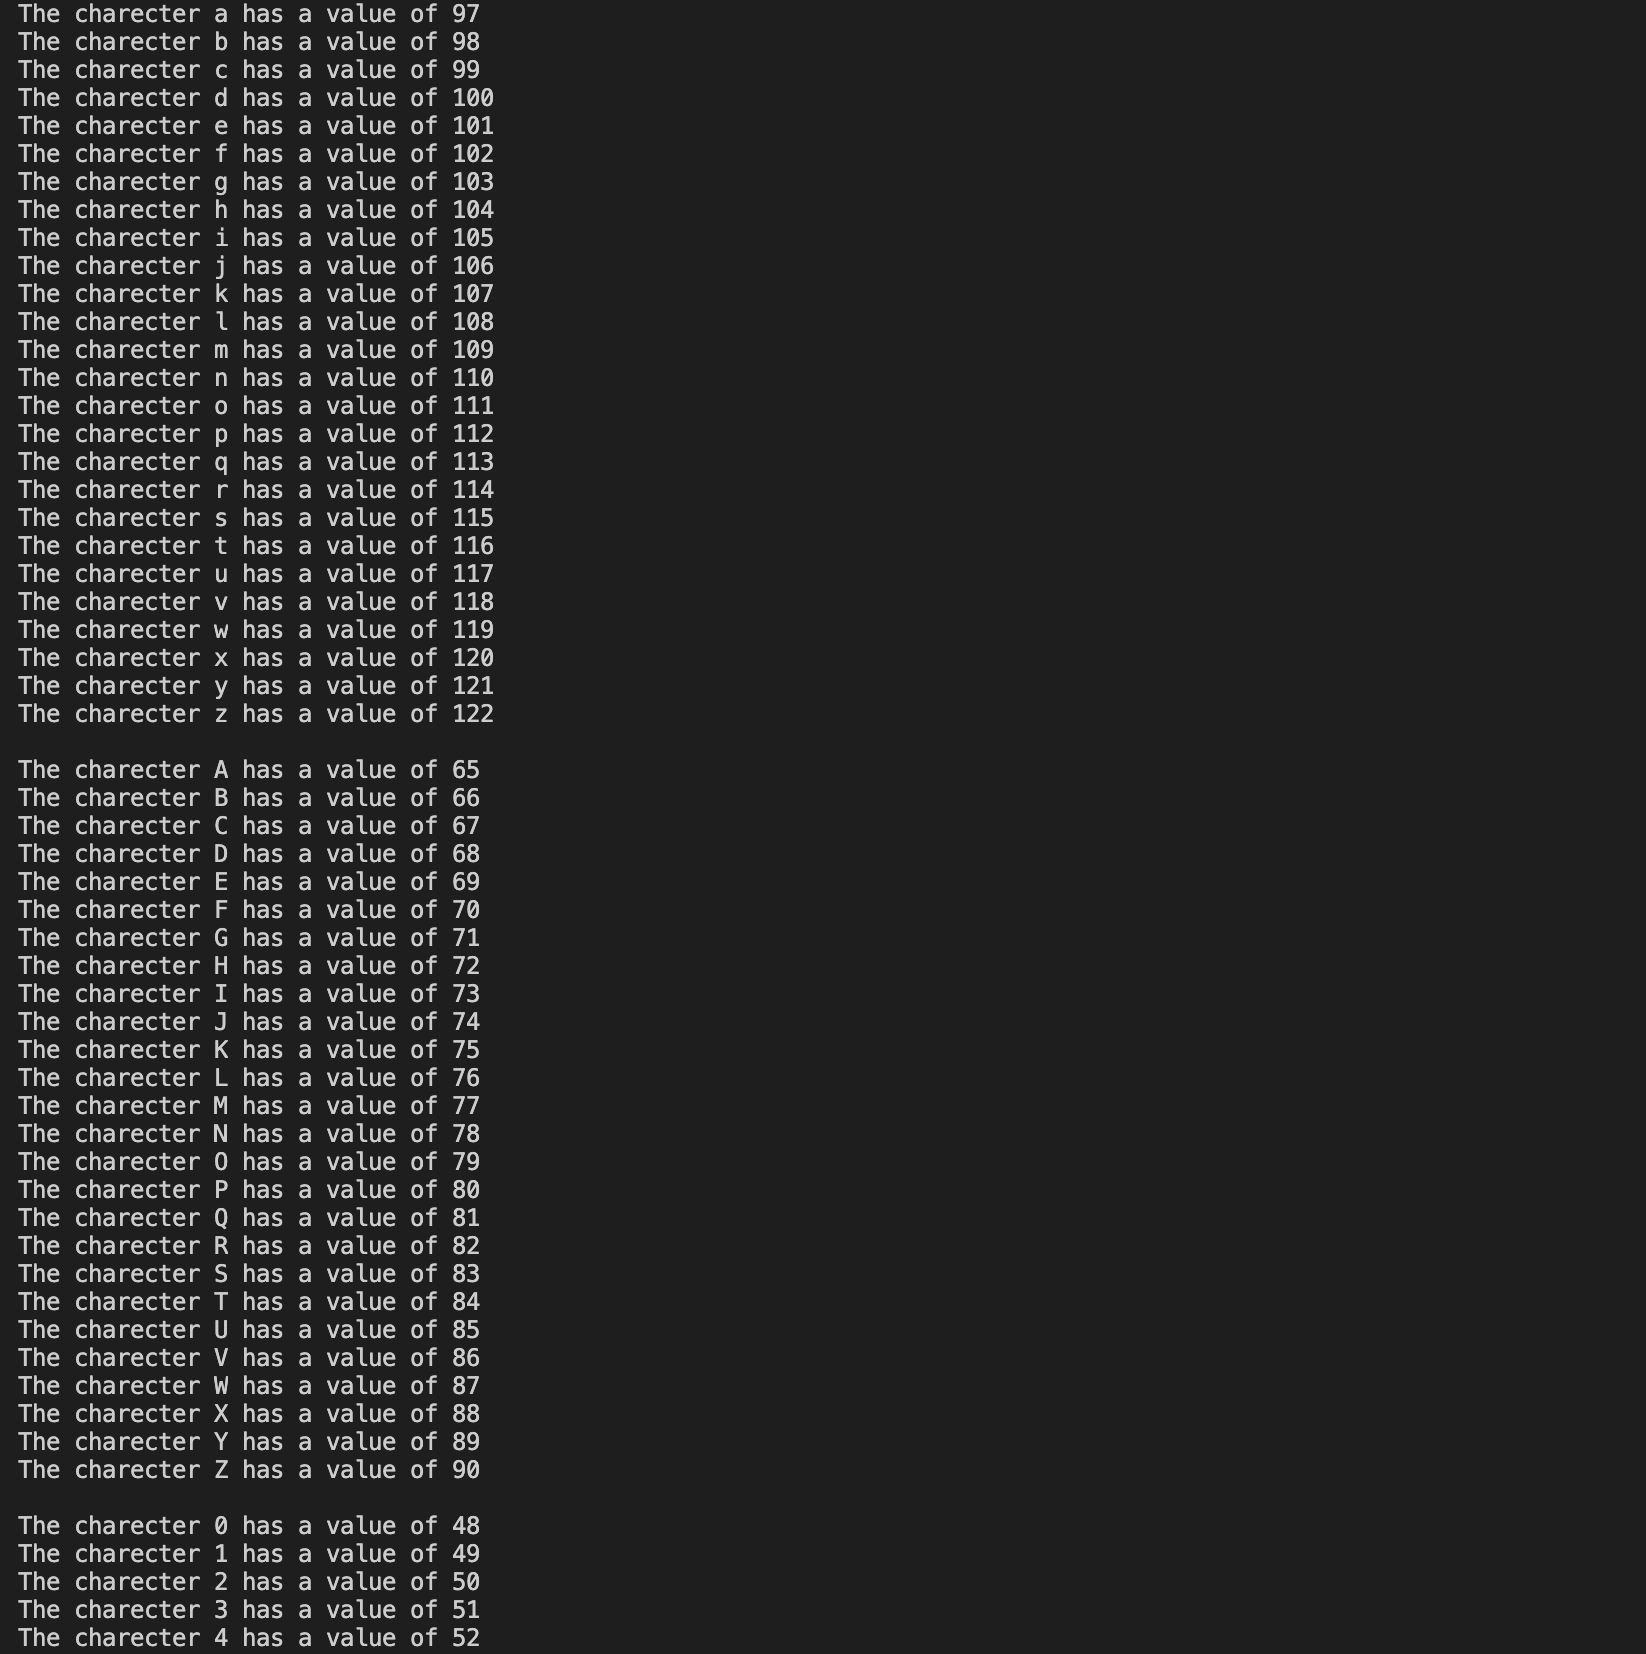 The charecter a has a value of 97
The charecter b has a value of 98
The charecter c has a value of 99
The charecter d has a value of 100
The charecter e has a value of 101
The charecter f has a value of 102
The charecter g has a value of 103
The charecter h has a value of 104
The charecter i has a value of 105
The charecter j has a value of 106
The charecter k has a value of 107
The charecter l has a value of 108
The charecter m has a value of 109
The charecter n has a value of 110
The charecter o has a value of 111
The charecter p has a value of 112
The charecter q has a value of 113
The charecter r has a value of 114
The charecter s has a value of 115
The charecter t has a value of 116
The charecter u has a value of 117
The charecter v has a value of 118
The charecter w has a value of 119
The charecter x has a value of 120
The charecter y has a value of 121
The charecter z has a value of 122

The charecter A has a value of 65
The charecter B has a value of 66
The charecter C has a value of 67
The charecter D has a value of 68
The charecter E has a value of 69
The charecter F has a value of 70
The charecter G has a value of 71
The charecter H has a value of 72
The charecter I has a value of 73
The charecter J has a value of 74
The charecter K has a value of 75
The charecter L has a value of 76
The charecter M has a value of 77
The charecter N has a value of 78
The charecter O has a value of 79
The charecter P has a value of 80
The charecter Q has a value of 81
The charecter R has a value of 82
The charecter S has a value of 83
The charecter T has a value of 84
The charecter U has a value of 85
The charecter V has a value of 86
The charecter W has a value of 87
The charecter X has a value of 88
The charecter Y has a value of 89
The charecter Z has a value of 90

The charecter 0 has a value of 48
The charecter 1 has a value of 49
The charecter 2 has a value of 50
The charecter 3 has a value of 51
The charecter 4 has a value of 52